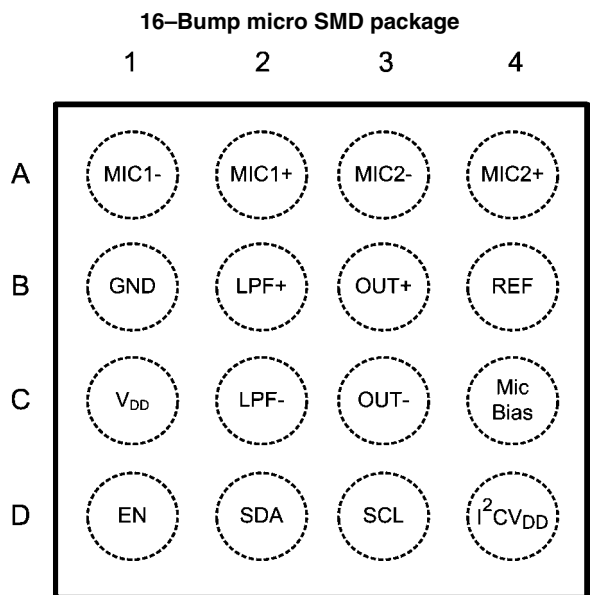 16–Bump micro SMD package
1 2 3 4
A MIC1- MIC1+ MIC2- MIC2+
B GND LPF+ OUT+ REF
C VDD LPF- OUT- Mic Bias
D EN SDA SCL I²CVDD